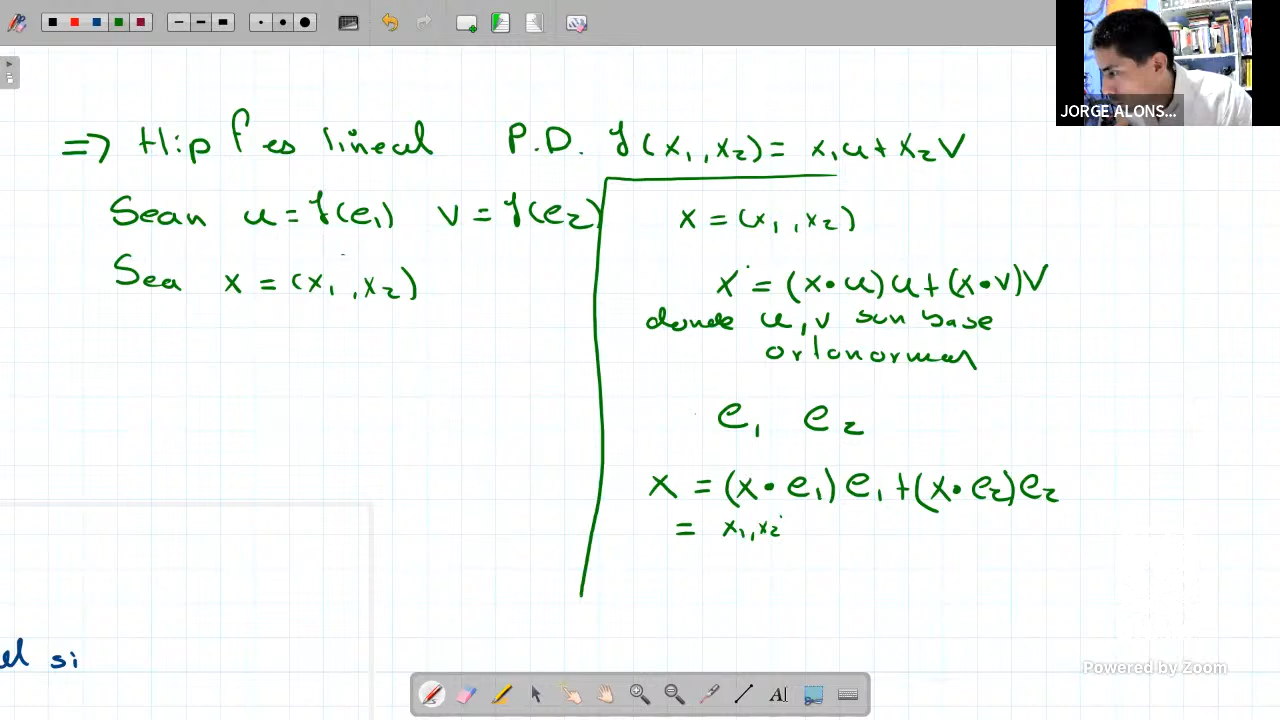 JORGE ALONS...
=> Hip f es lineal P.D. f(x₁,x₂)= x₁u+x₂v
Sean u=f(e₁) v=f(e₂)
Sea x=(x₁,x₂)
x=(x₁,x₂)
x=(x•u)u+(x•v)v
donde u,v son base
ortonormal
e₁ e₂
x=(x•e₁)e₁+(x•e₂)e₂
= x₁,x₂
si
AI
Powered by Zoom